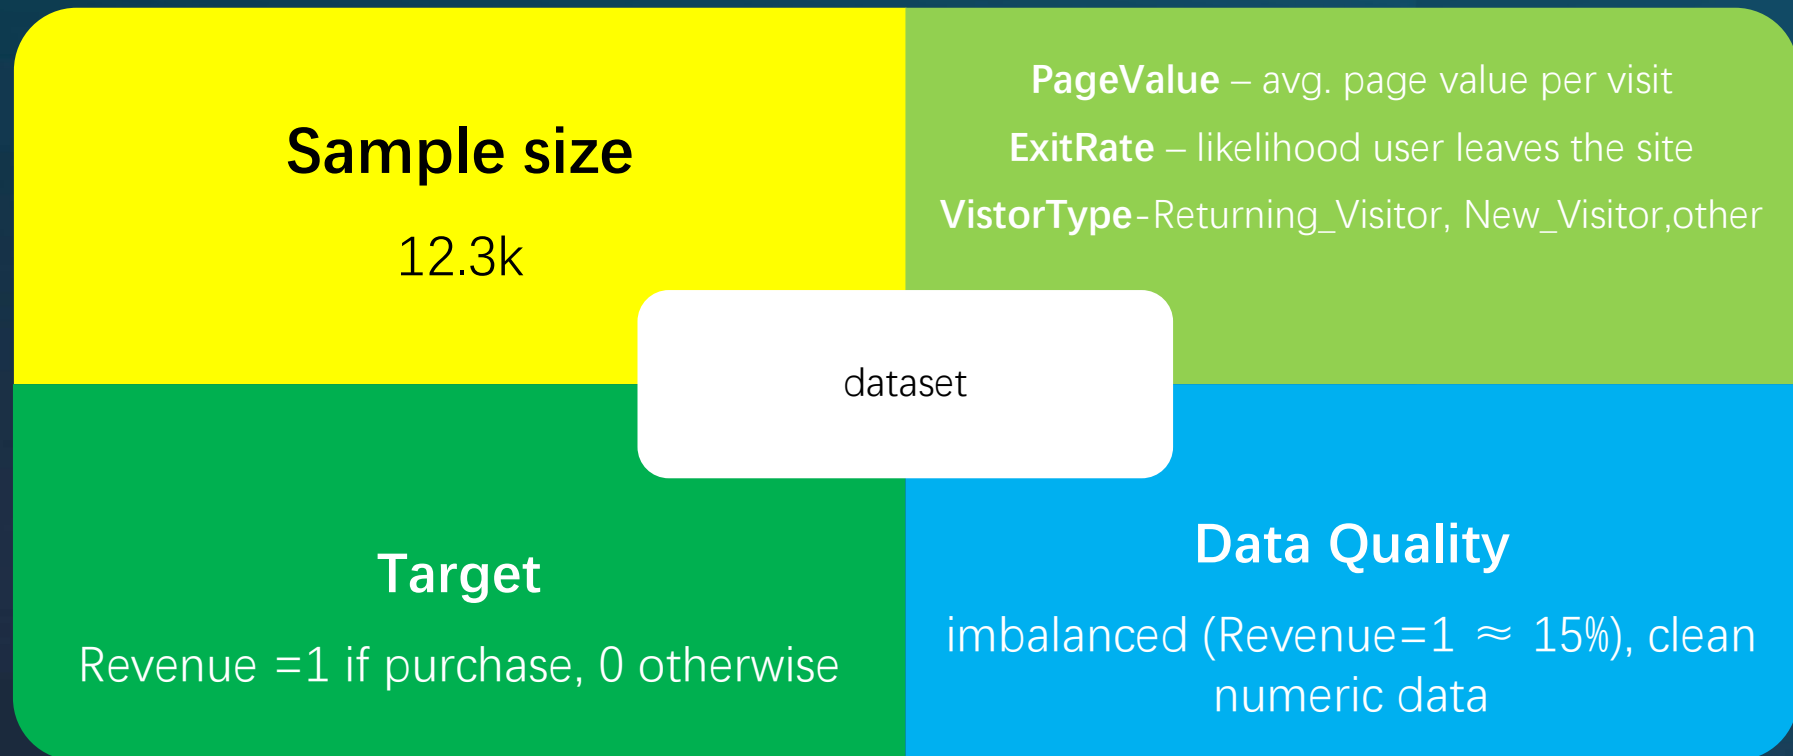 Sample size
12.3k
PageValue – avg. page value per visit
ExitRate – likelihood user leaves the site
VistorType-Returning_Visitor, New_Visitor,other
dataset
Target
Revenue =1 if purchase, 0 otherwise
Data Quality
imbalanced (Revenue=1 ≈ 15%), clean
numeric data